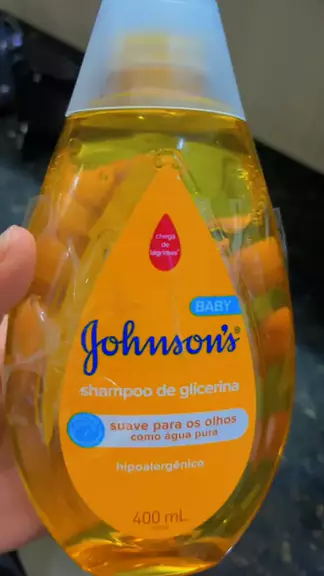 chega
de
lágrimas
BABY
Johnson's®
shampoo de glicerina
suave para os olhos
como água pura
hipoalergênico
400 mL